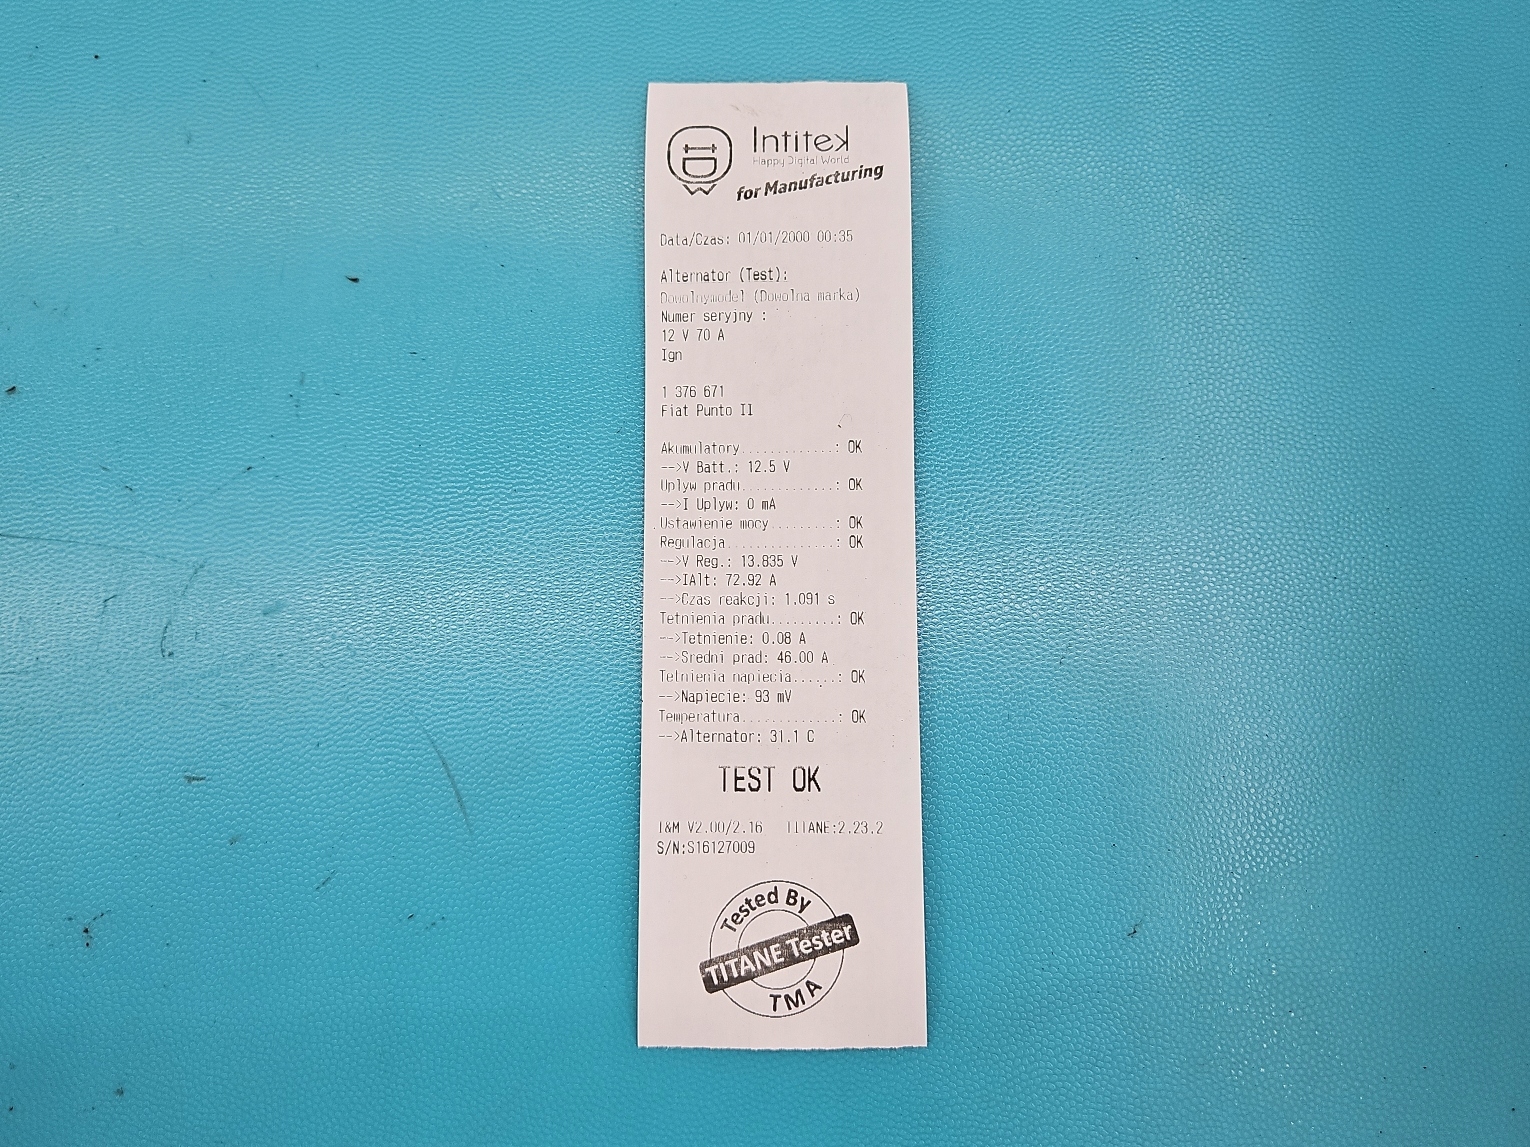 Intitek
Happy Digital World
for Manufacturing
Data/Czas: 01/01/2000 00:35
Alternator (Test):
Dowolnymodel (Dowolna marka)
Numer seryjny :
12 V 70 A
Ign
1 376 671
Fiat Punto II
Akumulatory.............: OK
-->V Batt.: 12.5 V
Uplyw pradu.............: OK
-->I Uplyw: 0 mA
Ustawienie mocy.........: OK
Regulacja...............: OK
-->V Reg.: 13.835 V
-->IAlt: 72.92 A
-->Czas reakcji: 1.091 s
Tetnienia pradu.........: OK
-->Tetnienie: 0.08 A
-->Sredni prad: 46.00 A
Tetnienia napiecia......: OK
-->Napiecie: 93 mV
Temperatura.............: OK
-->Alternator: 31.1 C
TEST OK
I&M V2.00/2.16 TITANE:2.23.2
S/N:S16127009
Tested By
TITANE Tester
TMA